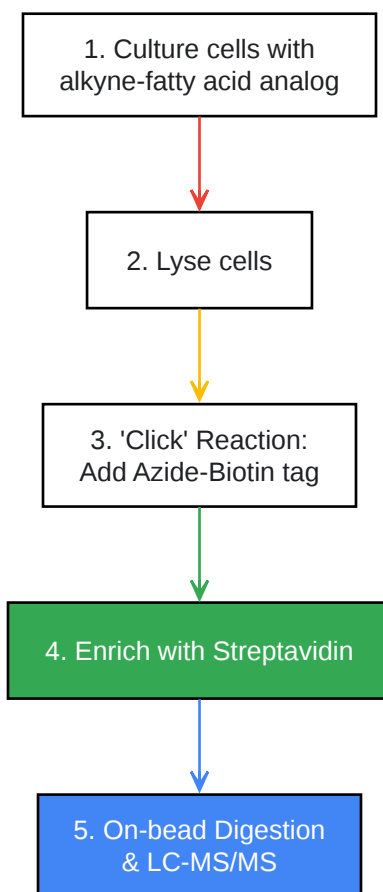 1. Culture cells with
alkyne-fatty acid analog
2. Lyse cells
3. 'Click' Reaction:
Add Azide-Biotin tag
4. Enrich with Streptavidin
5. On-bead Digestion
& LC-MS/MS